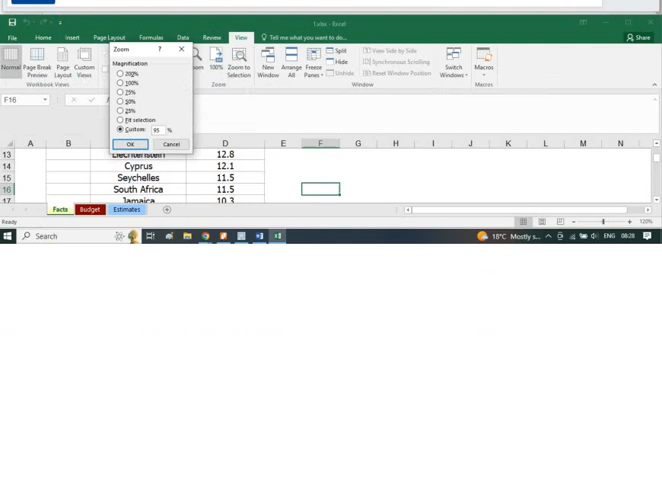 1.xlsx - Excel
File Home Insert Page Layout Formulas Data Review View Tell me what you want to do... Share
Normal Page Break Preview Page Layout Custom Views
Workbook Views
100% Zoom to Selection
Zoom
New Window Arrange All Freeze Panes
Split
Hide
Unhide
View Side by Side
Synchronous Scrolling
Reset Window Position
Window
Switch Windows
Macros
Macros
Zoom ? ×
Magnification
200%
100%
75%
50%
25%
Fit selection
Custom: 95 %
OK Cancel
F16
A B D E F G H I J K L M N
13 Liechtenstein 12.8
14 Cyprus 12.1
15 Seychelles 11.5
16 South Africa 11.5
17 Jamaica 10.3
Facts Budget Estimates
Ready 120%
Search 18°C Mostly s... ENG 08:28